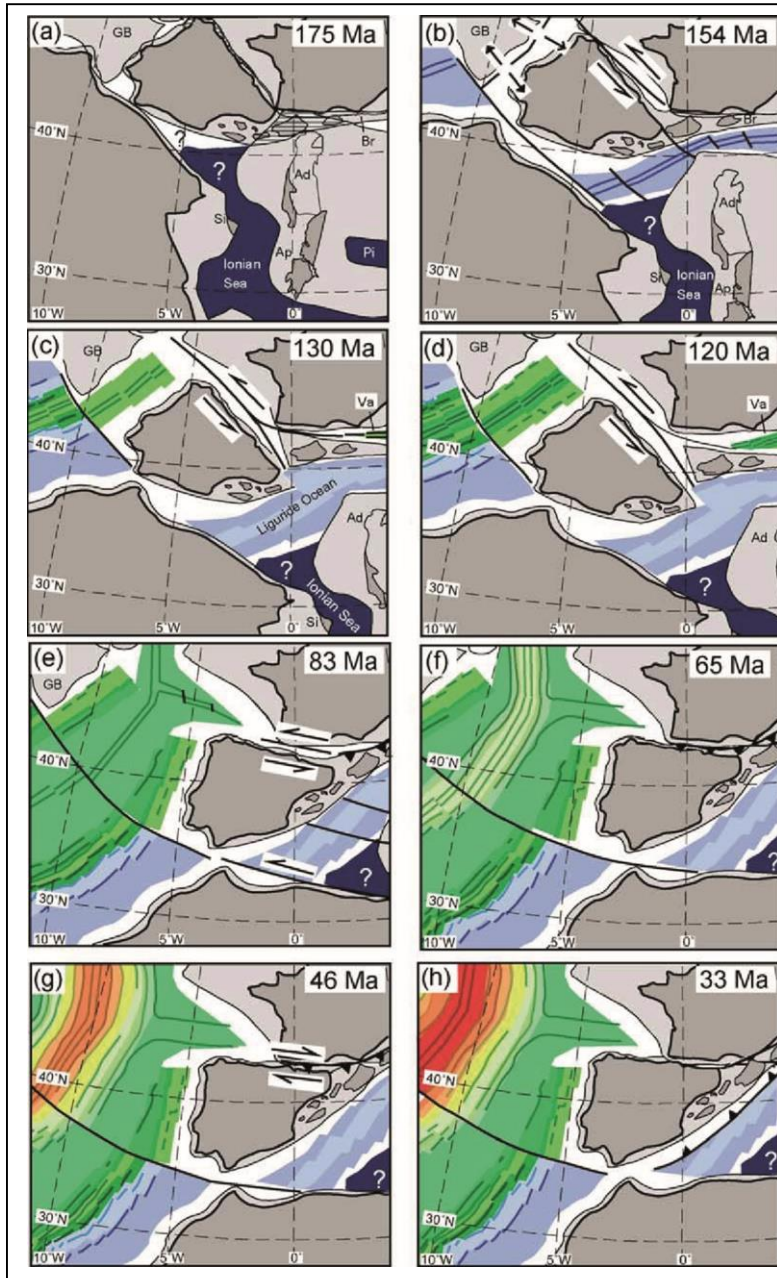 (a)
GB
175 Ma
40°N
?
?
Br
Ad
Si
Ionian
Sea
Ap
Pi
30°N
10°W
5°W
0°
(b)
GB
154 Ma
40°N
Br
?
Ad
Si
Ionian
Sea
Ap
30°N
10°W
5°W
0°
(c)
GB
130 Ma
Va
40°N
Liguride Ocean
Ad
?
Ionian Sea
Si
30°N
10°W
5°W
0°
(d)
GB
120 Ma
Va
40°N
Ad
?
30°N
10°W
5°W
0°
(e)
GB
83 Ma
40°N
?
30°N
10°W
5°W
0°
(f)
65 Ma
40°N
?
30°N
10°W
5°W
0°
(g)
46 Ma
40°N
?
30°N
10°W
5°W
0°
(h)
33 Ma
40°N
?
30°N
10°W
5°W
0°